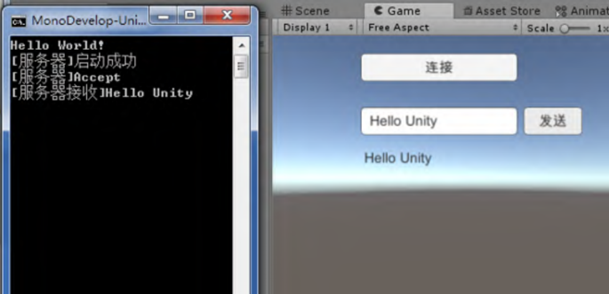 MonoDevelop-Uni...
Hello World!
[服务器]启动成功
[服务器]Accept
[服务器接收]Hello Unity
Scene
Game
Asset Store
Animat
Display 1
Free Aspect
Scale
1x
连接
Hello Unity
发送
Hello Unity